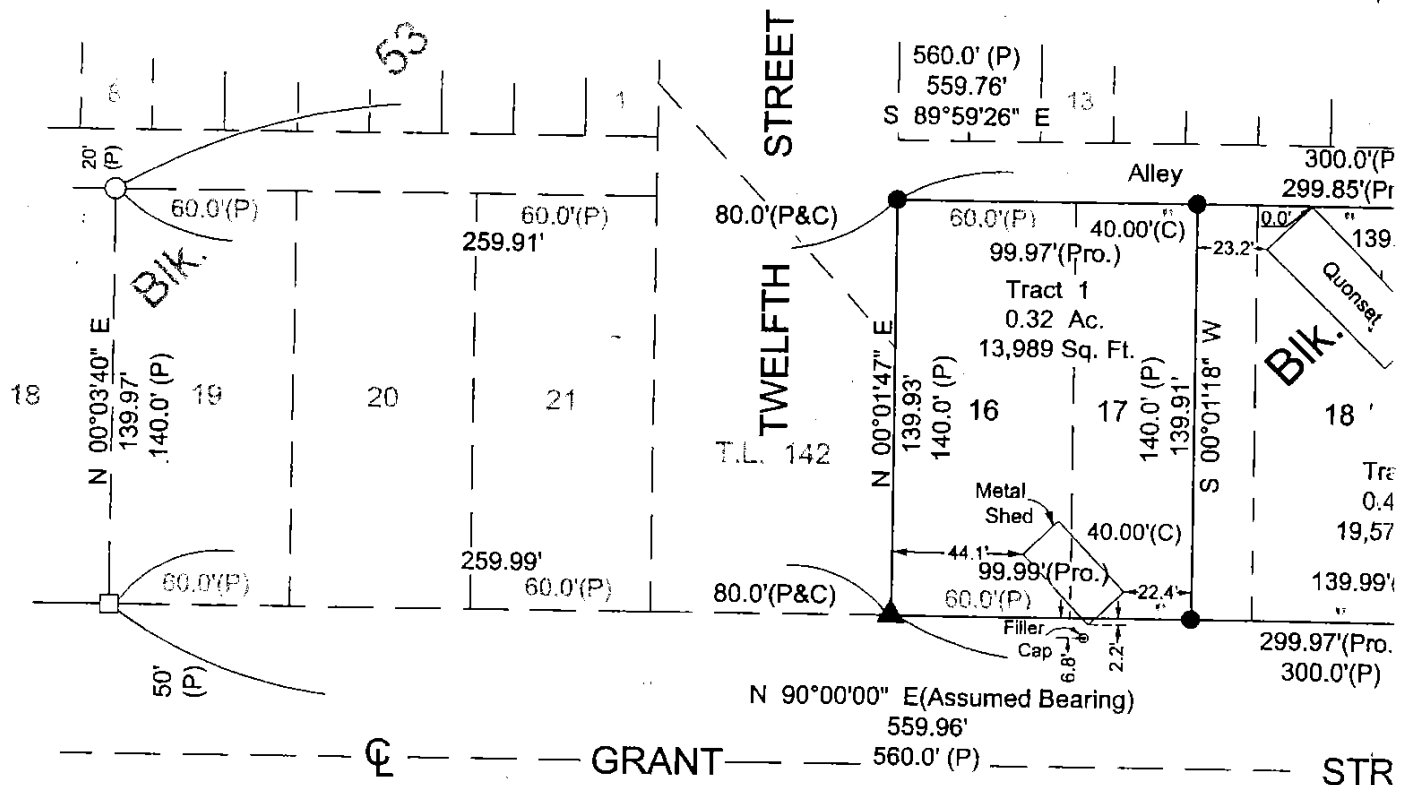 53
6
1
TWELFTH STREET
560.0' (P)
559.76'
S 89°59'26" E
13
20'
(P)
60.0'(P)
60.0'(P)
259.91'
80.0'(P&C)
Alley
300.0'(P
299.85'(Pr
60.0'(P)
40.00'(C)
99.97'(Pro.)
0.0'
139.
23.2'
Quonset
Blk.
Tract 1
0.32 Ac.
13,989 Sq. Ft.
Blk.
N 00°03'40" E
139.97'
140.0' (P)
18
19
20
21
T.L. 142
N 00°01'47" E
139.93'
140.0' (P)
16
17
140.0' (P)
139.91'
S 00°01'18" W
18
Tra
0.4
19,57
Metal
Shed
40.00'(C)
44.1'
99.99'(Pro.)
22.4'
139.99'(
259.99'
60.0'(P)
60.0'(P)
80.0'(P&C)
60.0'(P)
Filler
Cap
6.8'
2.2'
299.97'(Pro.
300.0'(P)
50'
(P)
N 90°00'00" E(Assumed Bearing)
559.96'
560.0' (P)
℄ GRANT STR